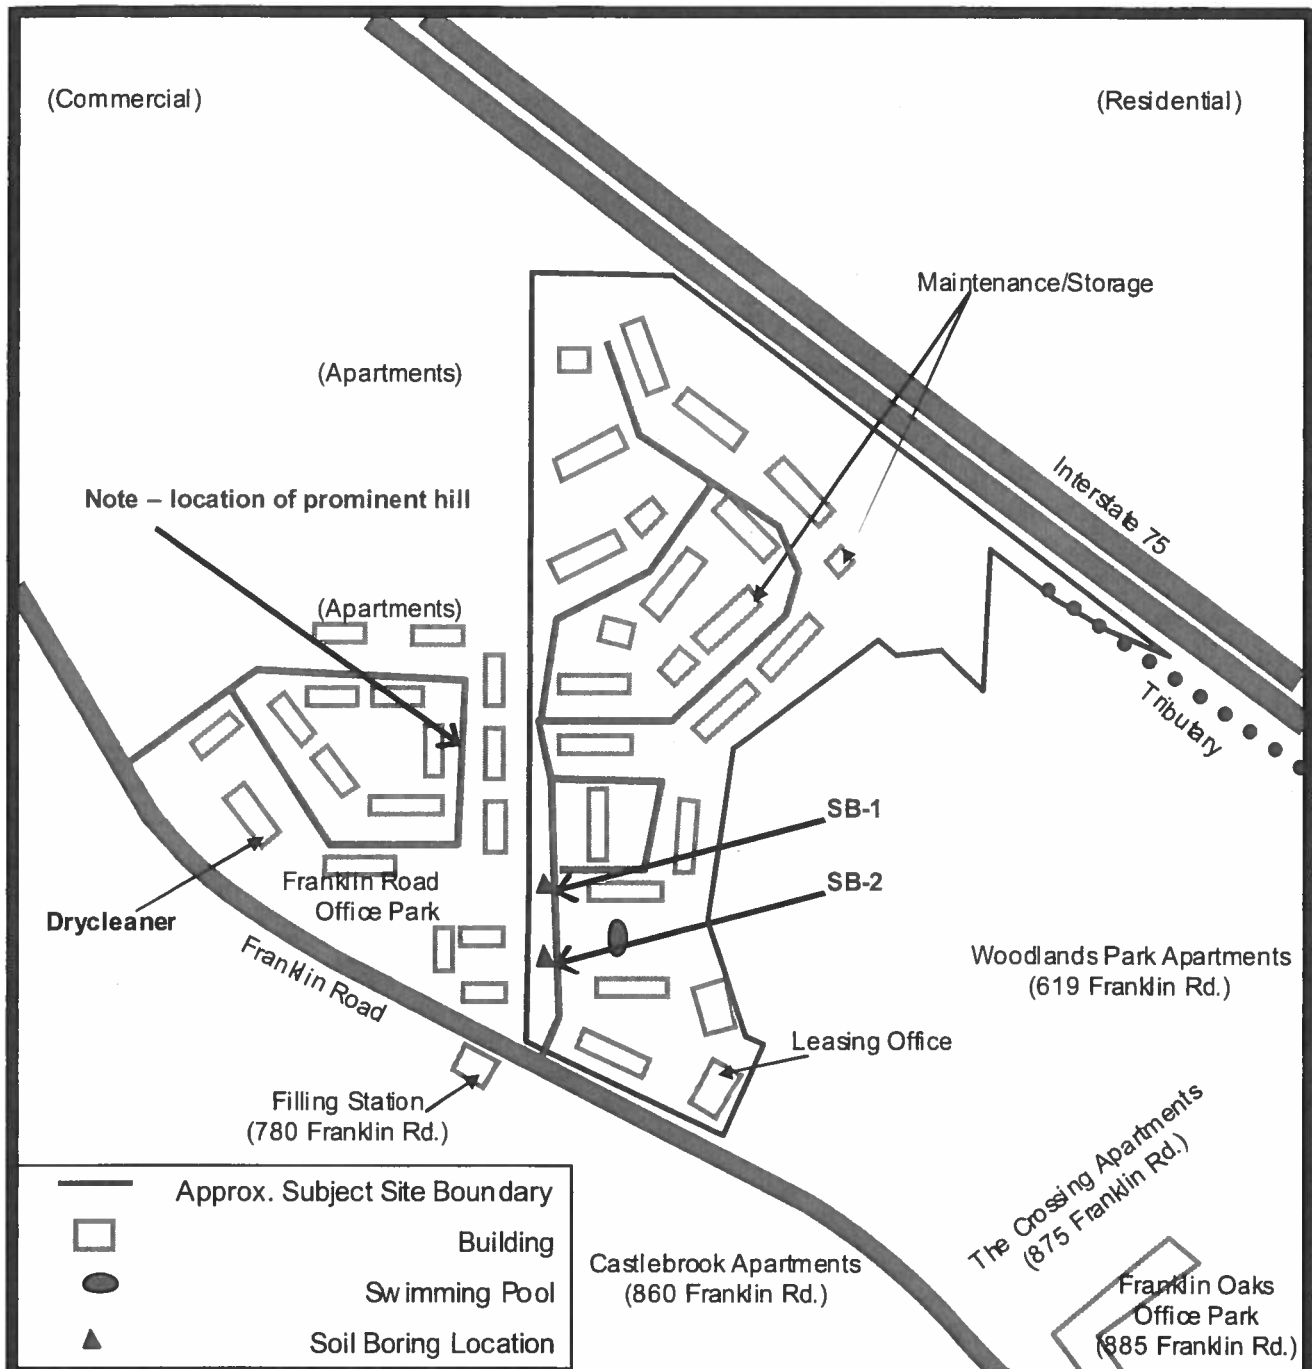 (Commercial)
(Residential)
Maintenance/Storage
(Apartments)
Interstate 75
Note – location of prominent hill
(Apartments)
Tributary
SB-1
SB-2
Franklin Road
Office Park
Drycleaner
Franklin Road
Woodlands Park Apartments
(619 Franklin Rd.)
Leasing Office
Filling Station
(780 Franklin Rd.)
The Crossing Apartments
(875 Franklin Rd.)
Approx. Subject Site Boundary
Building
Swimming Pool
Soil Boring Location
Castlebrook Apartments
(860 Franklin Rd.)
Franklin Oaks
Office Park
(885 Franklin Rd.)